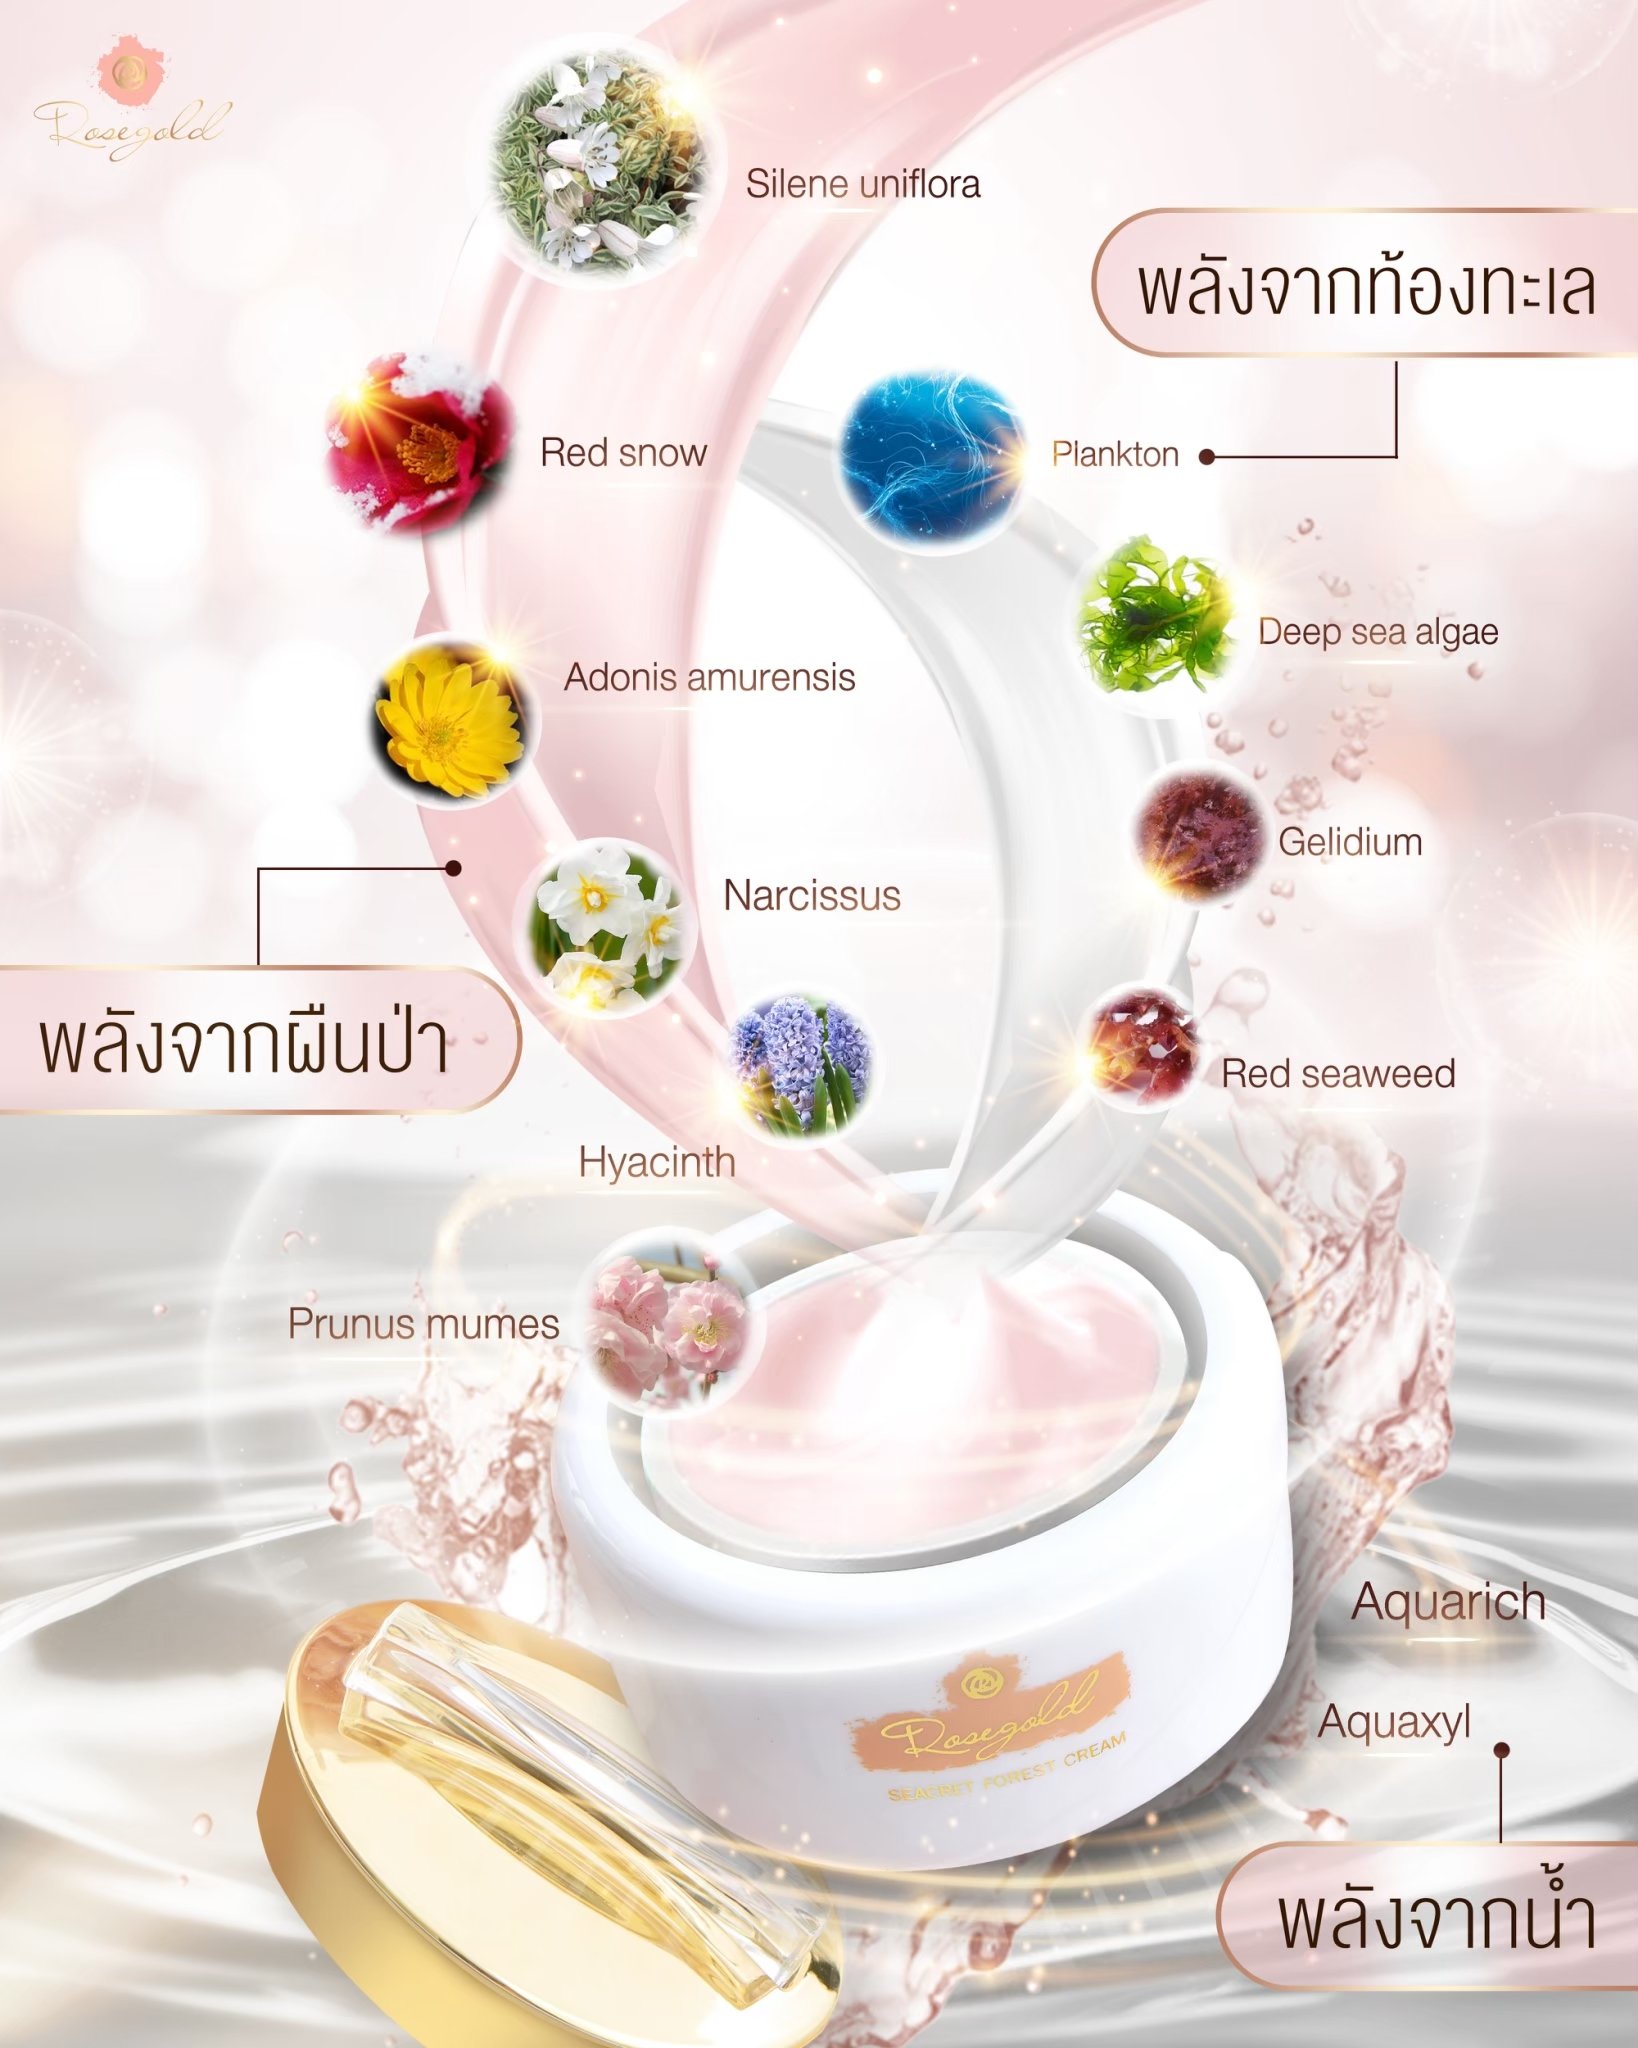 Rosegold
Silene uniflora
พลังจากท้องทะเล
Red snow
Plankton
Deep sea algae
Adonis amurensis
Gelidium
Narcissus
พลังจากผืนป่า
Red seaweed
Hyacinth
Prunus mumes
Aquarich
Rosegold
SEACRET FOREST CREAM
Aquaxyl
พลังจากน้ำ